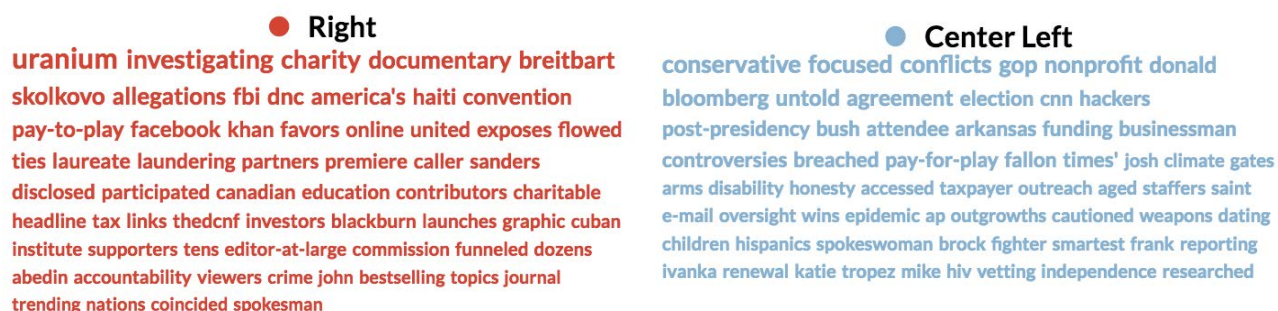 Right
uranium investigating charity documentary breitbart
skolkovo allegations fbi dnc america's haiti convention
pay-to-play facebook khan favors online united exposes flowed
ties laureate laundering partners premiere caller sanders
disclosed participated canadian education contributors charitable
headline tax links thedcnf investors blackburn launches graphic cuban
institute supporters tens editor-at-large commission funneled dozens
abedin accountability viewers crime john bestselling topics journal
trending nations coincided spokesman
Center Left
conservative focused conflicts gop nonprofit donald
bloomberg untold agreement election cnn hackers
post-presidency bush attendee arkansas funding businessman
controversies breached pay-for-play fallon times' josh climate gates
arms disability honesty accessed taxpayer outreach aged staffers saint
e-mail oversight wins epidemic ap outgrowths cautioned weapons dating
children hispanics spokeswoman brock fighter smartest frank reporting
ivanka renewal katie tropez mike hiv vetting independence researched